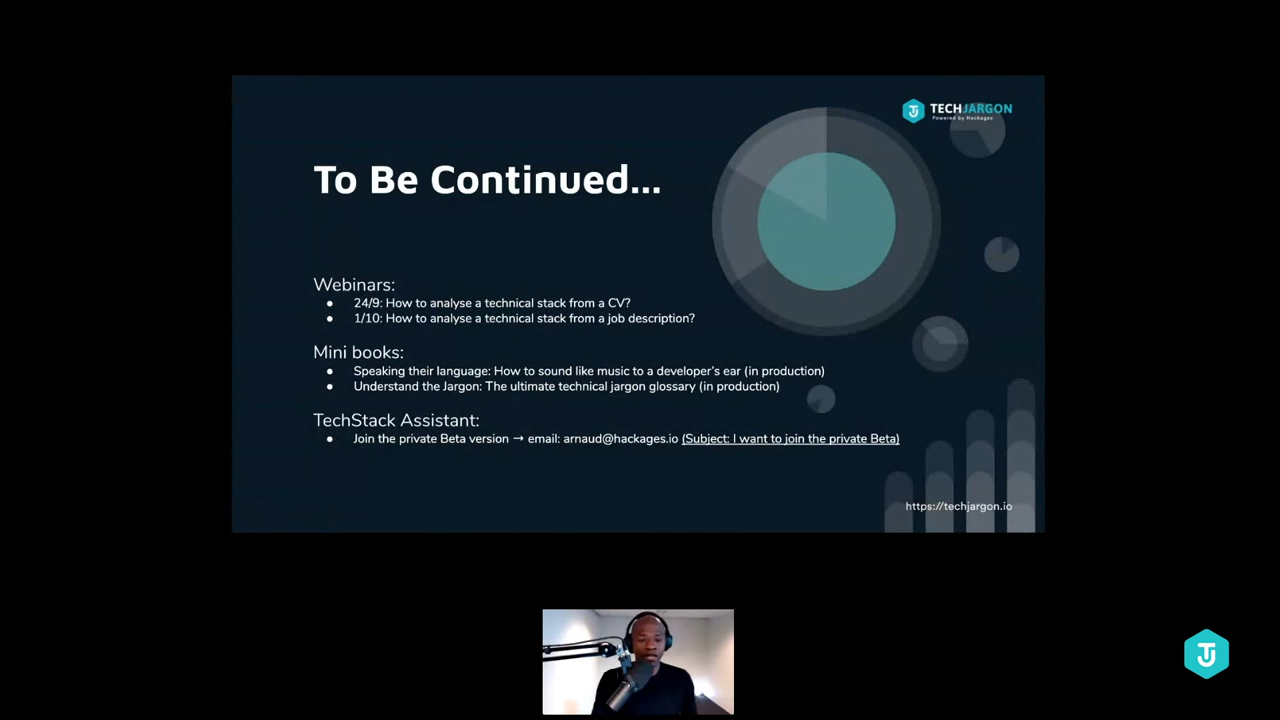 TECHJARGON
Powered by Hackages
To Be Continued...
Webinars:
● 24/9: How to analyse a technical stack from a CV?
● 1/10: How to analyse a technical stack from a job description?
Mini books:
● Speaking their language: How to sound like music to a developer's ear (in production)
● Understand the Jargon: The ultimate technical jargon glossary (in production)
TechStack Assistant:
● Join the private Beta version → email: arnaud@hackages.io (Subject: I want to join the private Beta)
https://techjargon.io